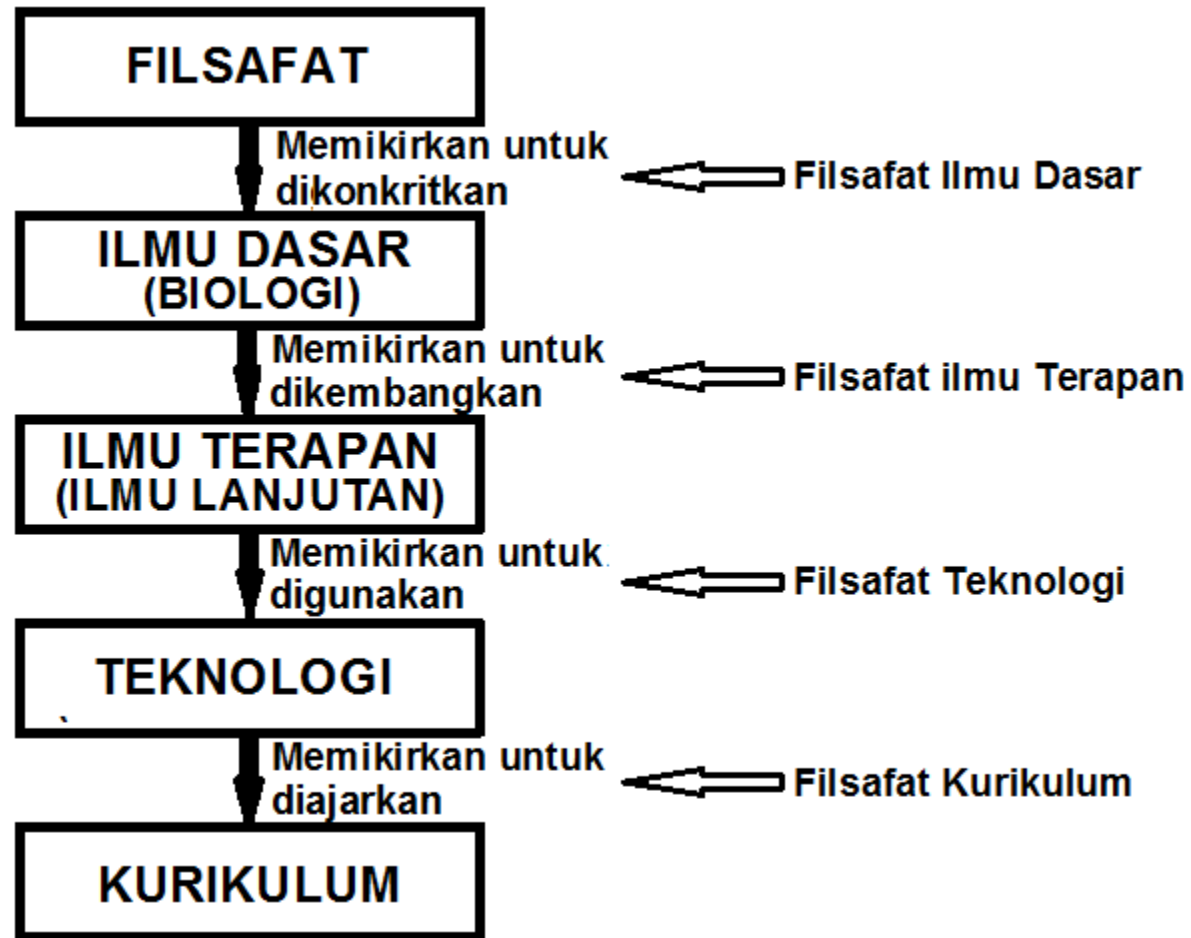 FILSAFAT
Memikirkan untuk
dikonkritkan
Filsafat Ilmu Dasar
ILMU DASAR
(BIOLOGI)
Memikirkan untuk
dikembangkan
Filsafat ilmu Terapan
ILMU TERAPAN
(ILMU LANJUTAN)
Memikirkan untuk
digunakan
Filsafat Teknologi
TEKNOLOGI
Memikirkan untuk
diajarkan
Filsafat Kurikulum
KURIKULUM